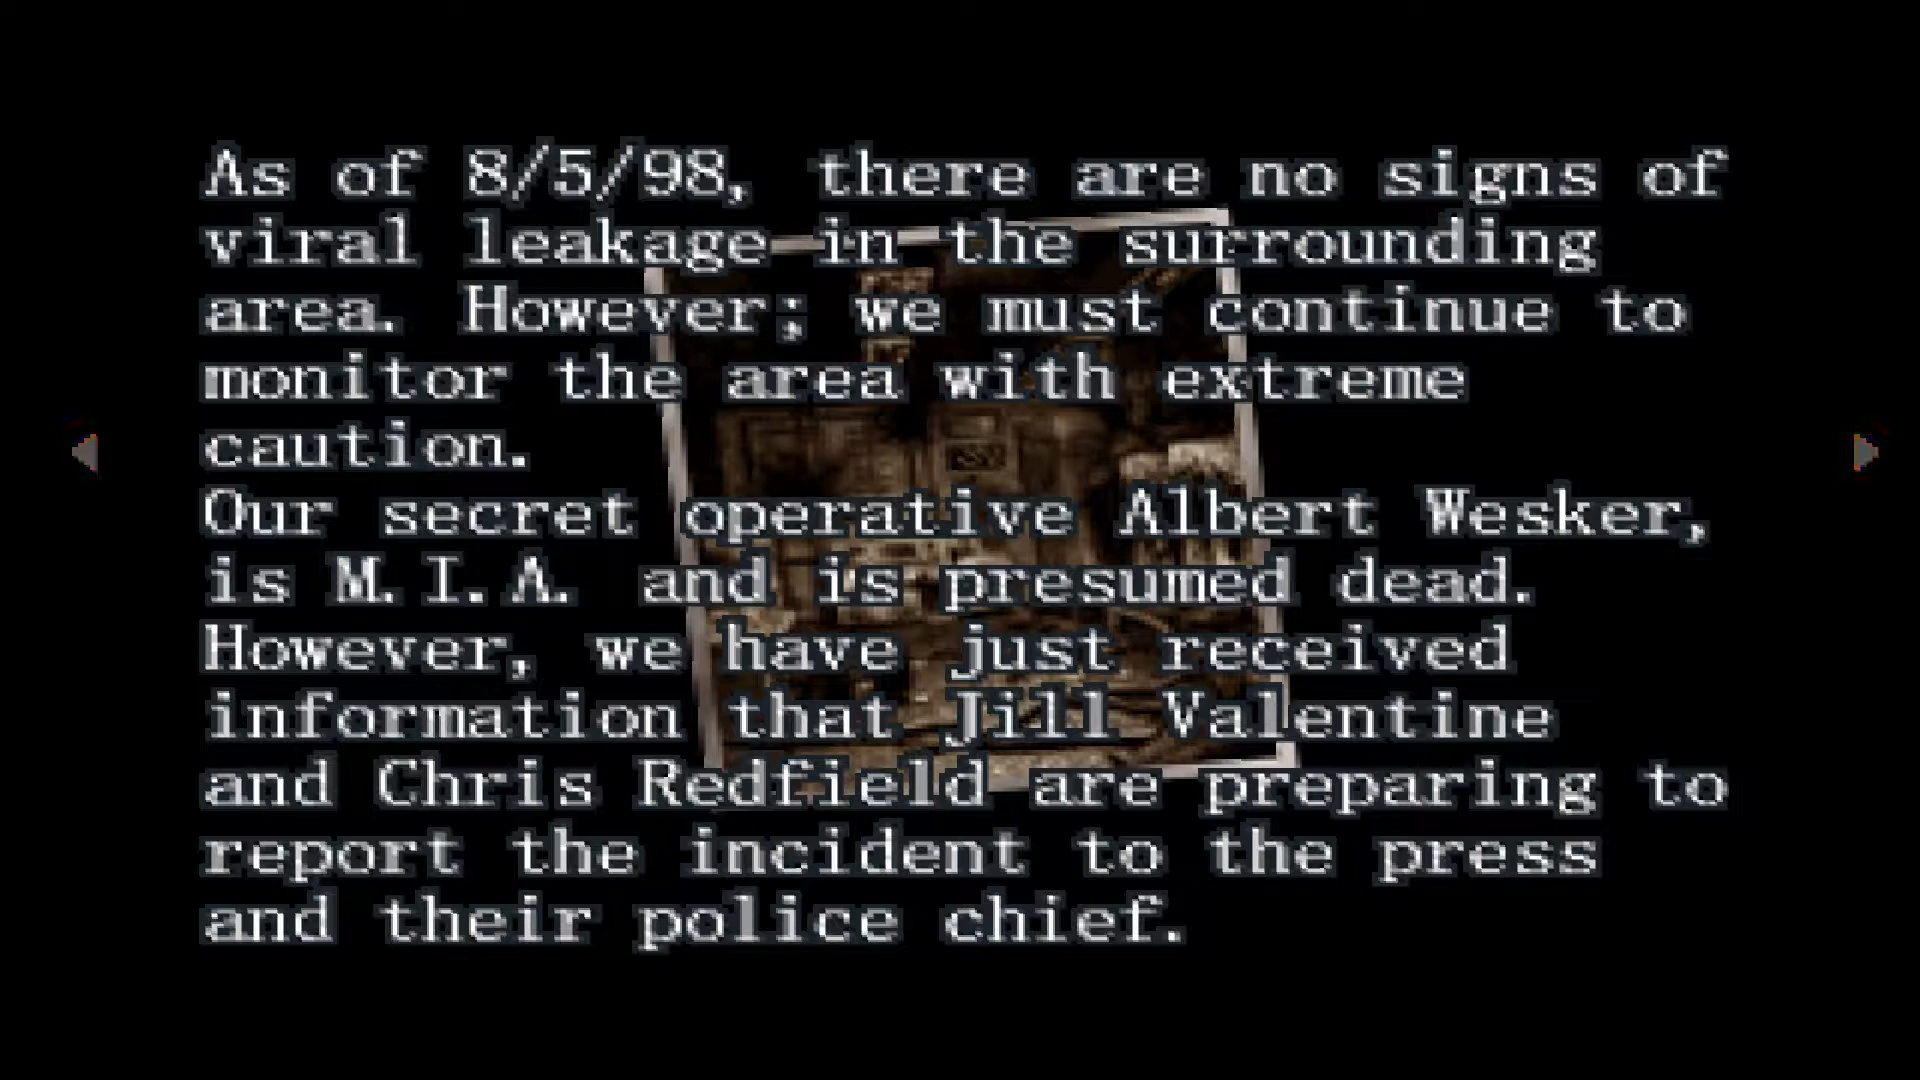 As of 8/5/98, there are no signs of
viral leakage in the surrounding
area. However; we must continue to
monitor the area with extreme
caution.
Our secret operative Albert Wesker,
is M.I.A. and is presumed dead.
However, we have just received
information that Jill Valentine
and Chris Redfield are preparing to
report the incident to the press
and their police chief.